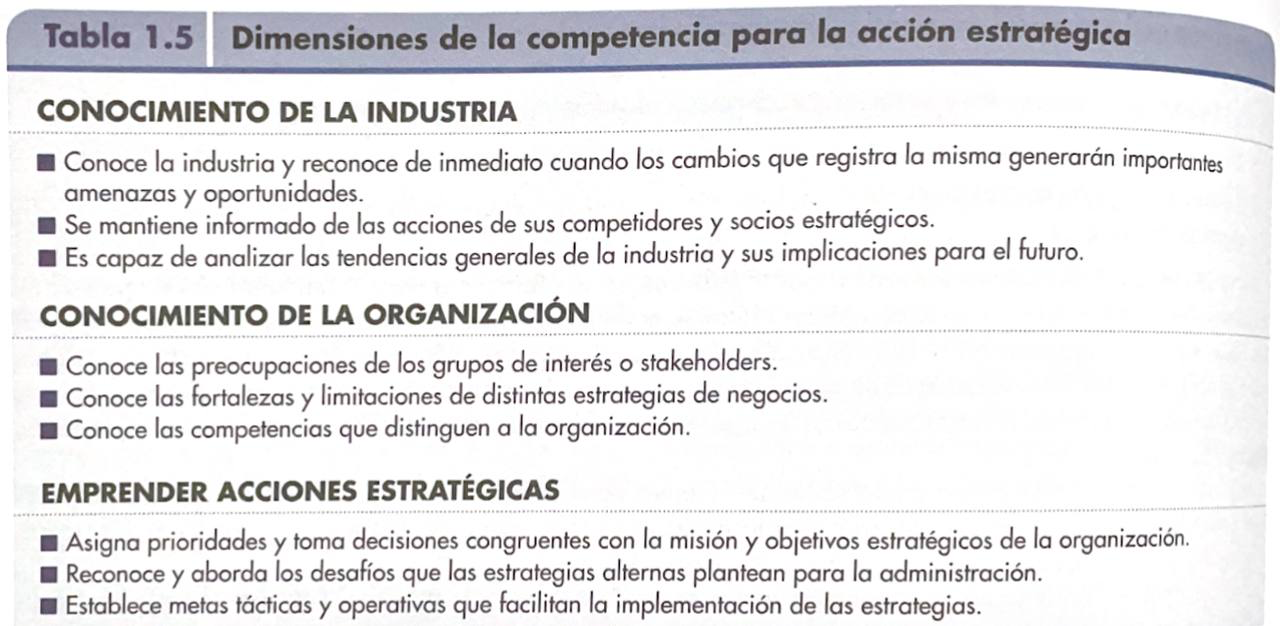 Tabla 1.5 Dimensiones de la competencia para la acción estratégica
CONOCIMIENTO DE LA INDUSTRIA
■ Conoce la industria y reconoce de inmediato cuando los cambios que registra la misma generarán importantes
amenazas y oportunidades.
■ Se mantiene informado de las acciones de sus competidores y socios estratégicos.
■ Es capaz de analizar las tendencias generales de la industria y sus implicaciones para el futuro.
CONOCIMIENTO DE LA ORGANIZACIÓN
■ Conoce las preocupaciones de los grupos de interés o stakeholders.
■ Conoce las fortalezas y limitaciones de distintas estrategias de negocios.
■ Conoce las competencias que distinguen a la organización.
EMPRENDER ACCIONES ESTRATÉGICAS
■ Asigna prioridades y toma decisiones congruentes con la misión y objetivos estratégicos de la organización.
■ Reconoce y aborda los desafíos que las estrategias alternas plantean para la administración.
■ Establece metas tácticas y operativas que facilitan la implementación de las estrategias.